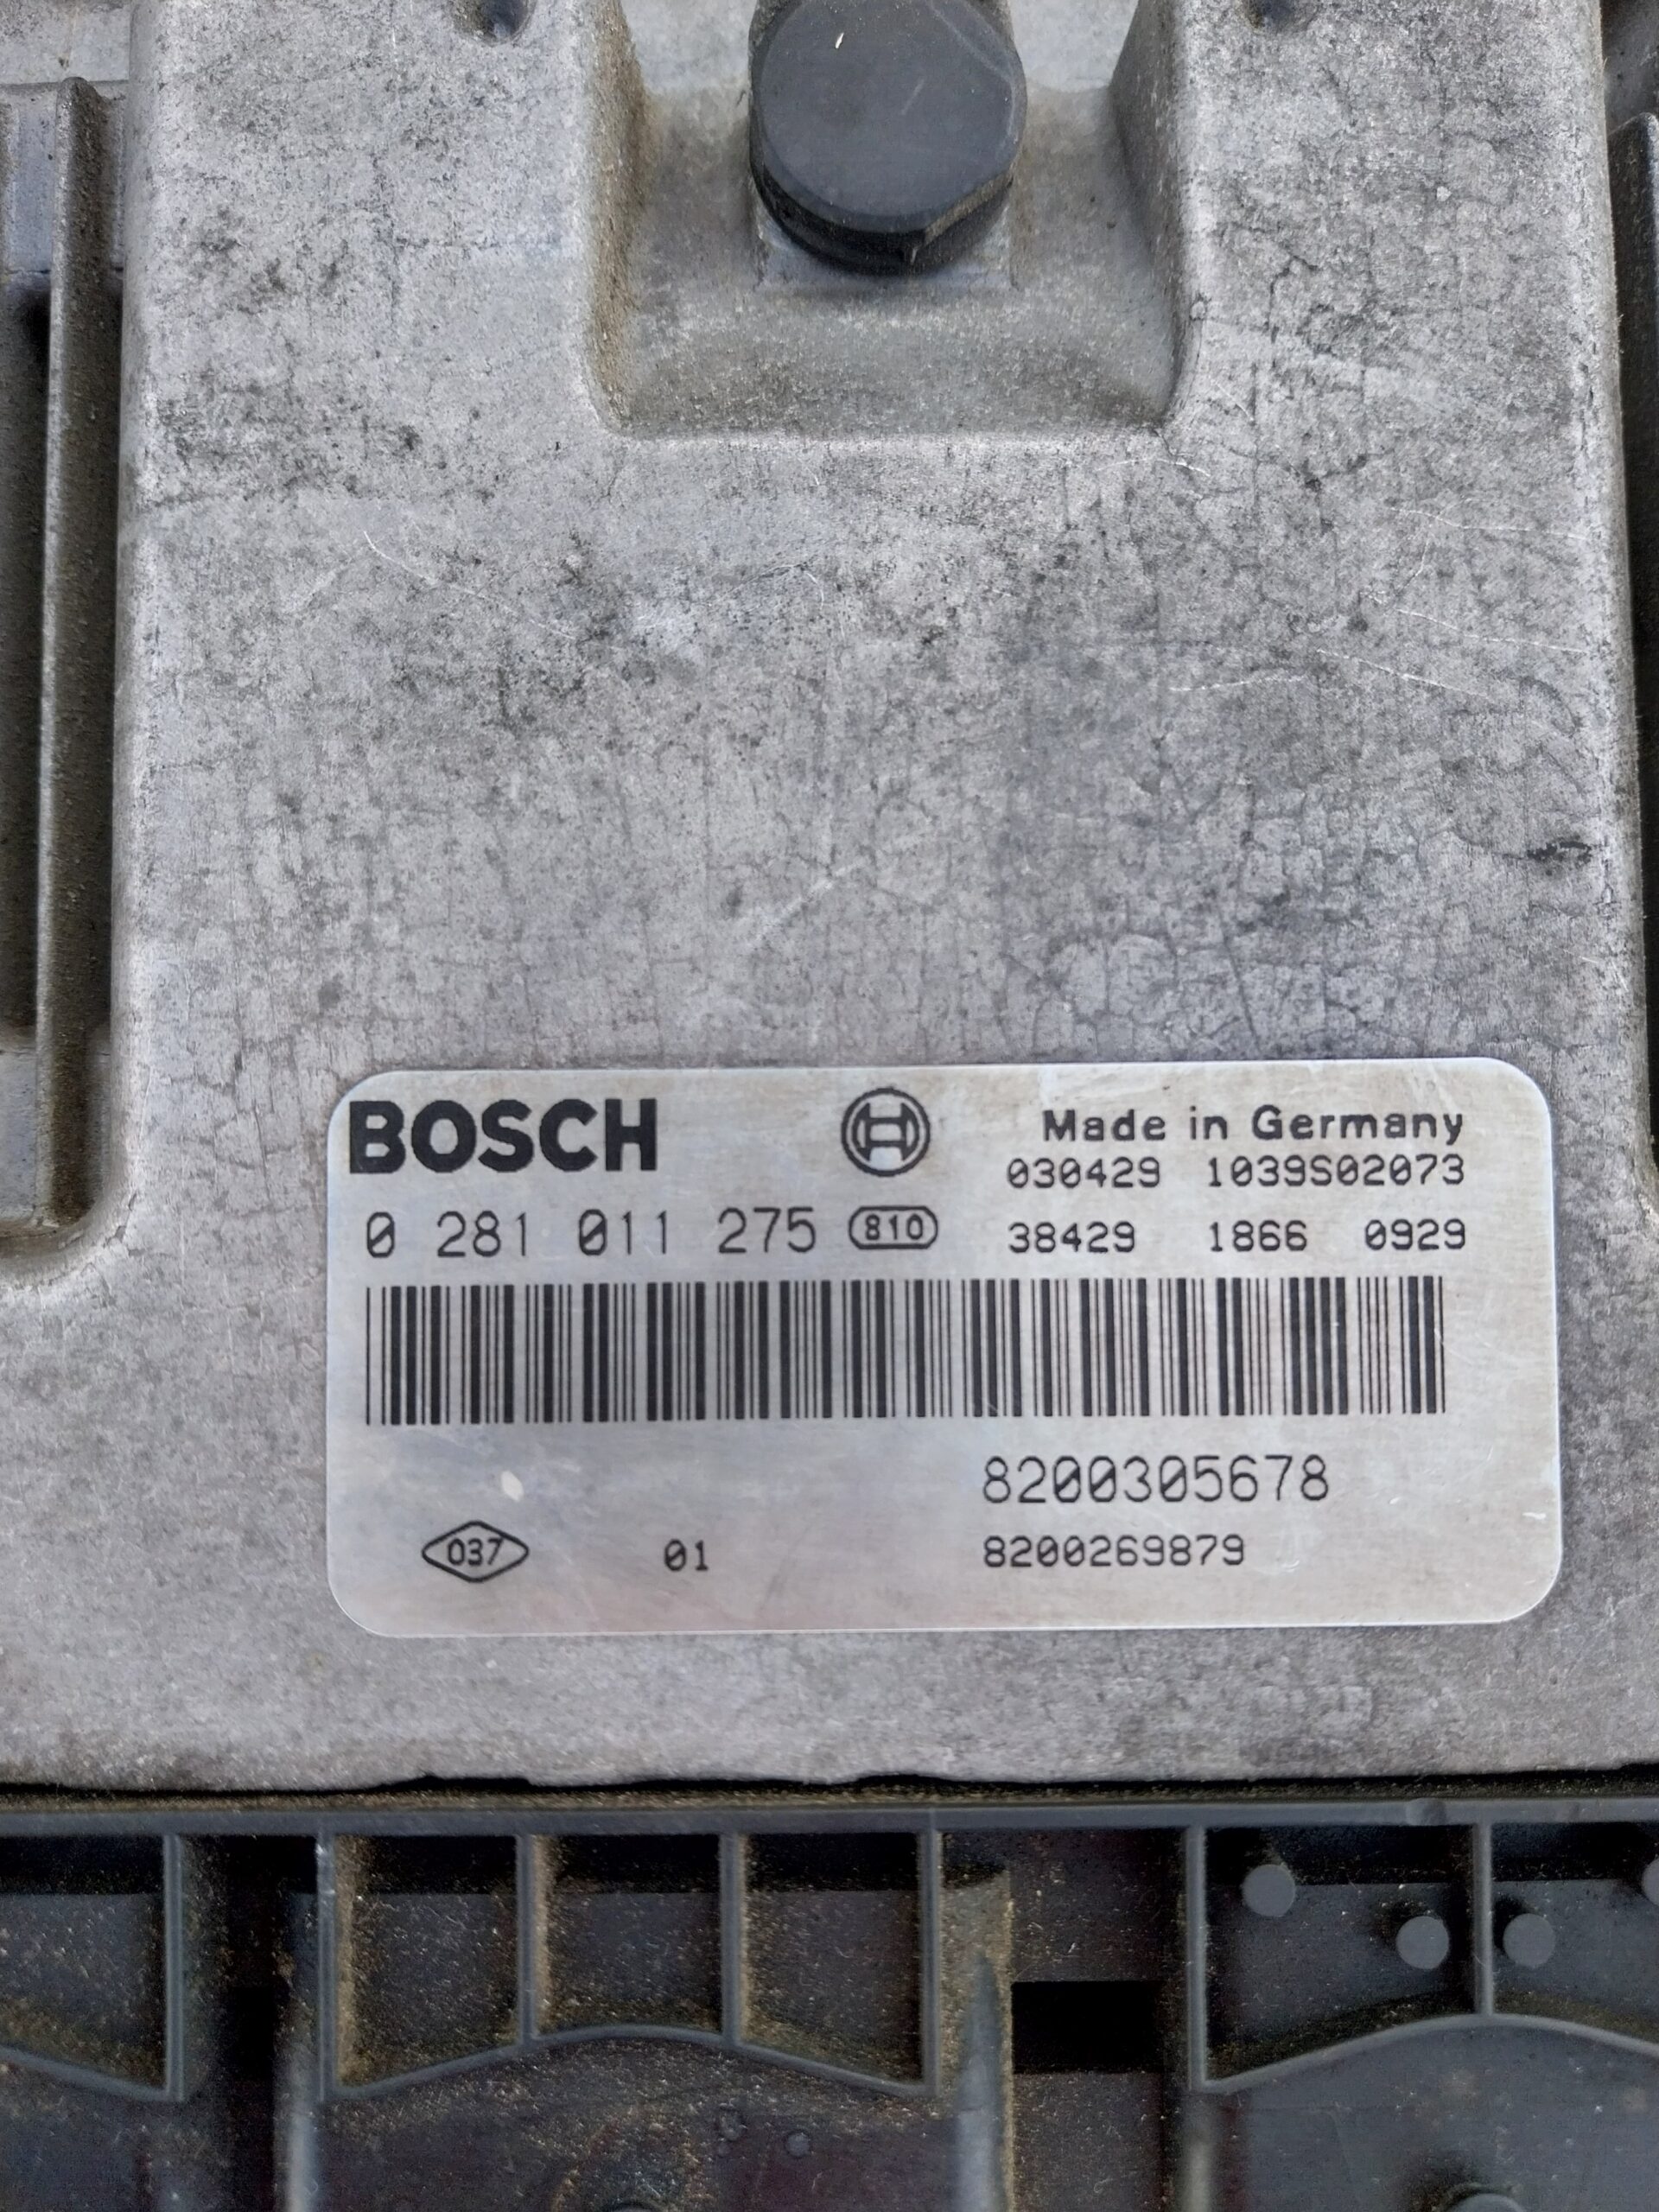 BOSCH
Made in Germany
030429 1039S02073
0 281 011 275 810 38429 1866 0929
8200305678
037 01 8200269879